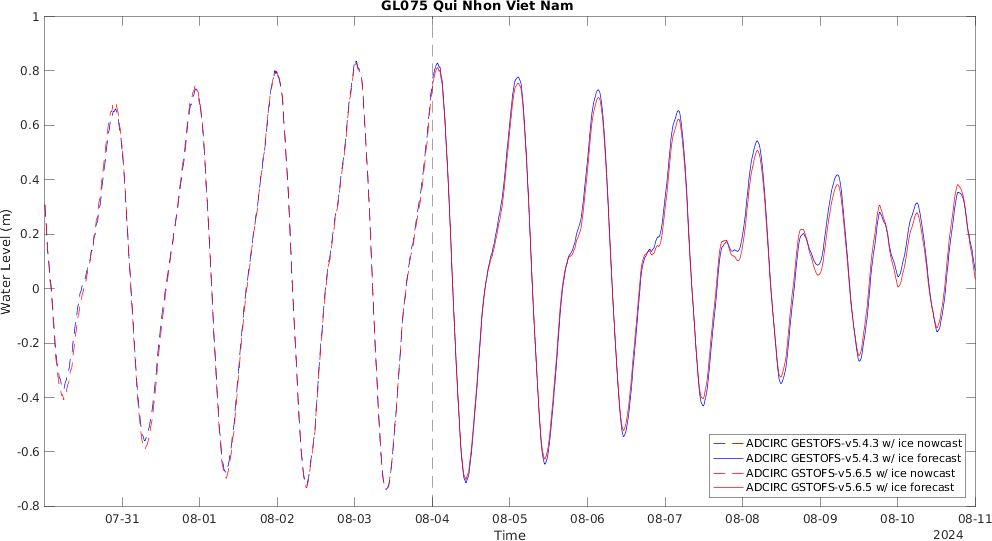 GL075 Qui Nhon Viet Nam
1
0.8
0.6
0.4
0.2
0
-0.2
-0.4
-0.6
-0.8
Water Level (m)
07-31 08-01 08-02 08-03 08-04 08-05 08-06 08-07 08-08 08-09 08-10 08-11
Time
2024
ADCIRC GESTOFS-v5.4.3 w/ ice nowcast
ADCIRC GESTOFS-v5.4.3 w/ ice forecast
ADCIRC GSTOFS-v5.6.5 w/ ice nowcast
ADCIRC GSTOFS-v5.6.5 w/ ice forecast